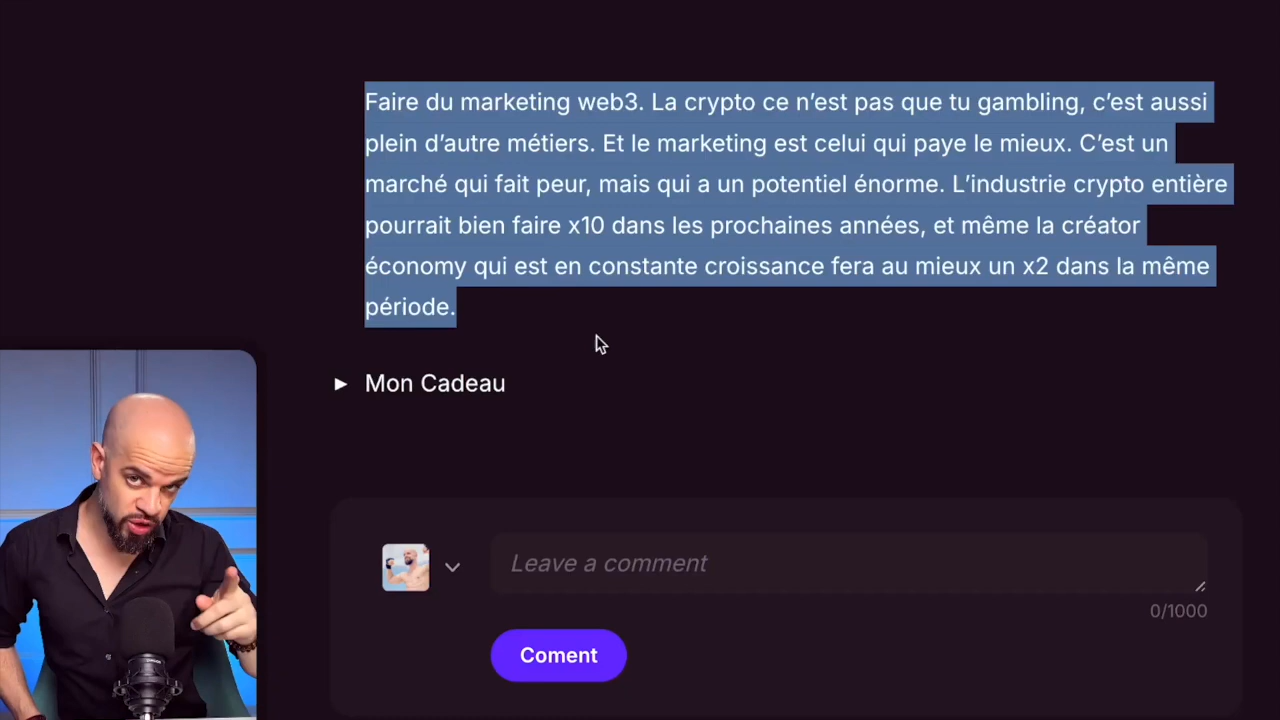 Faire du marketing web3. La crypto ce n’est pas que tu gambling, c’est aussi
plein d’autre métiers. Et le marketing est celui qui paye le mieux. C’est un
marché qui fait peur, mais qui a un potentiel énorme. L’industrie crypto entière
pourrait bien faire x10 dans les prochaines années, et même la créator
économy qui est en constante croissance fera au mieux un x2 dans la même
période.
Mon Cadeau
Leave a comment
0/1000
Coment